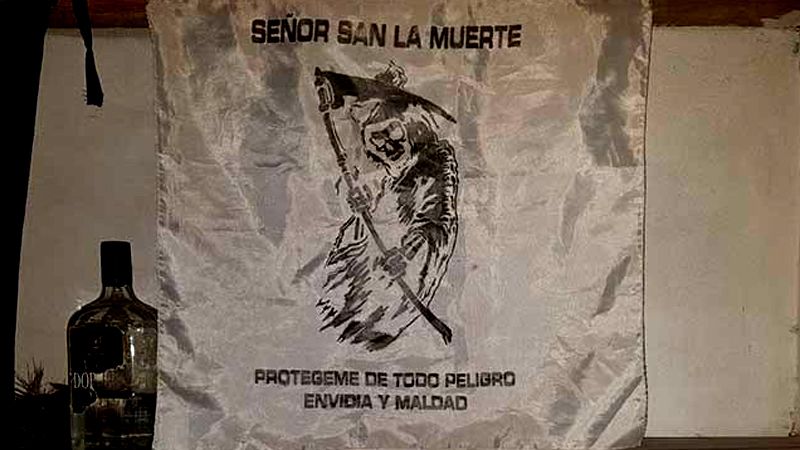 SEÑOR SAN LA MUERTE
PROTEGEME DE TODO PELIGRO
ENVIDIA Y MALDAD